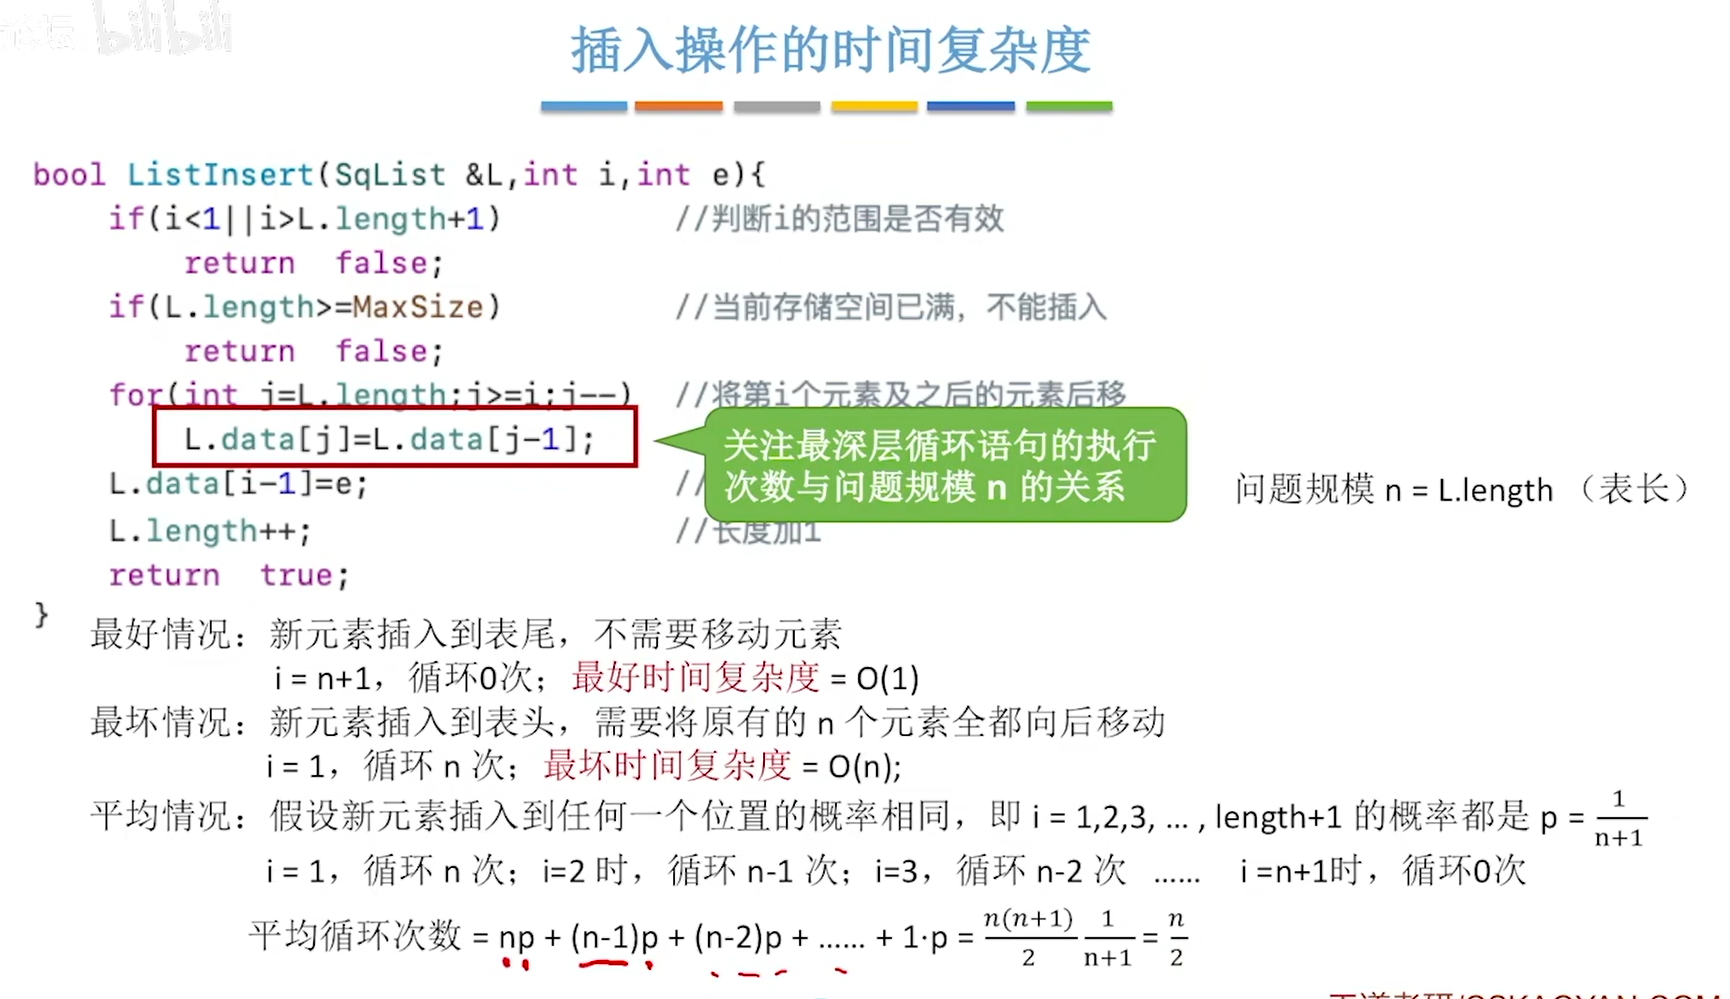 bilibili
插入操作的时间复杂度
bool ListInsert(SqList &L,int i,int e){
if(i<1||i>L.length+1) //判断i的范围是否有效
return false;
if(L.length>=MaxSize) //当前存储空间已满，不能插入
return false;
for(int j=L.length;j>=i;j--) //将第i个元素及之后的元素后移
L.data[j]=L.data[j-1];
关注最深层循环语句的执行
次数与问题规模 n 的关系
L.data[i-1]=e; //
问题规模 n = L.length （表长）
L.length++; //长度加1
return true;
}
最好情况：新元素插入到表尾，不需要移动元素
i = n+1，循环0次；最好时间复杂度 = O(1)
最坏情况：新元素插入到表头，需要将原有的 n 个元素全都向后移动
i = 1，循环 n 次；最坏时间复杂度 = O(n);
平均情况：假设新元素插入到任何一个位置的概率相同，即 i = 1,2,3, … , length+1 的概率都是 p = 1/(n+1)
i = 1，循环 n 次；i=2 时，循环 n-1 次；i=3，循环 n-2 次 …… i =n+1时，循环0次
平均循环次数 = np + (n-1)p + (n-2)p + …… + 1·p = n(n+1)/2 1/(n+1) = n/2